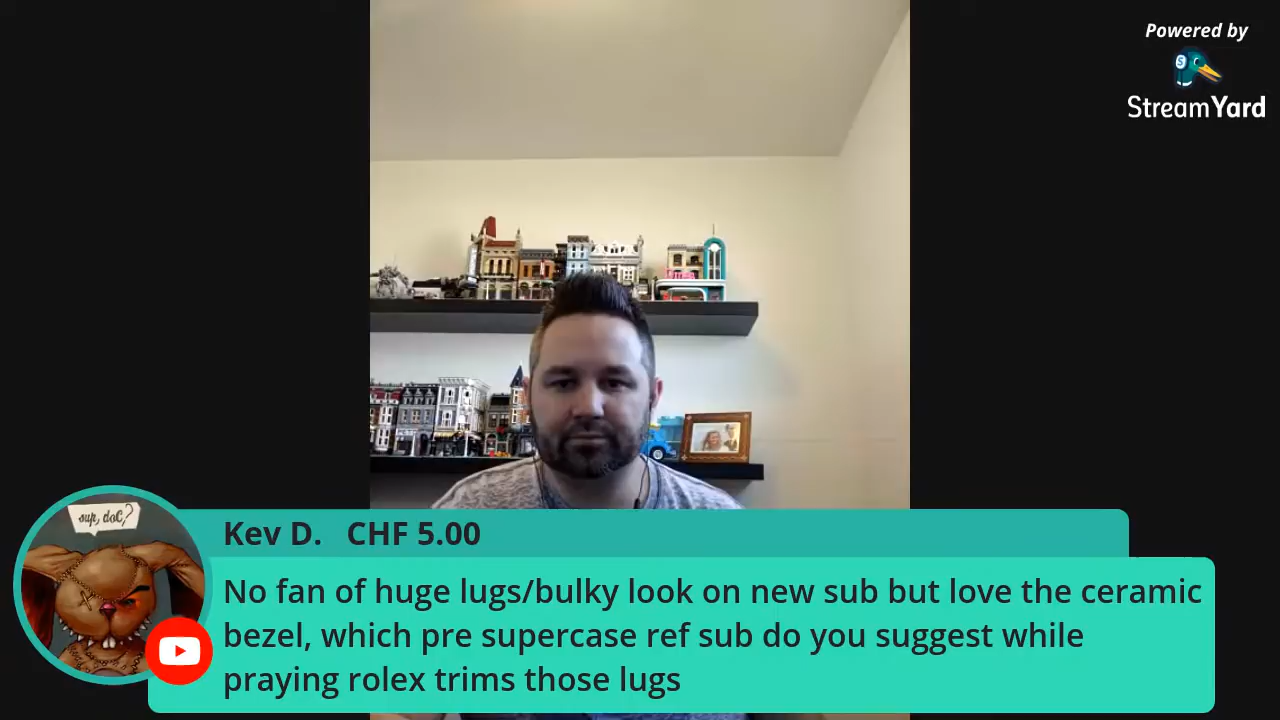 Powered by
StreamYard
sup, doC?
Kev D. CHF 5.00
No fan of huge lugs/bulky look on new sub but love the ceramic
bezel, which pre supercase ref sub do you suggest while
praying rolex trims those lugs